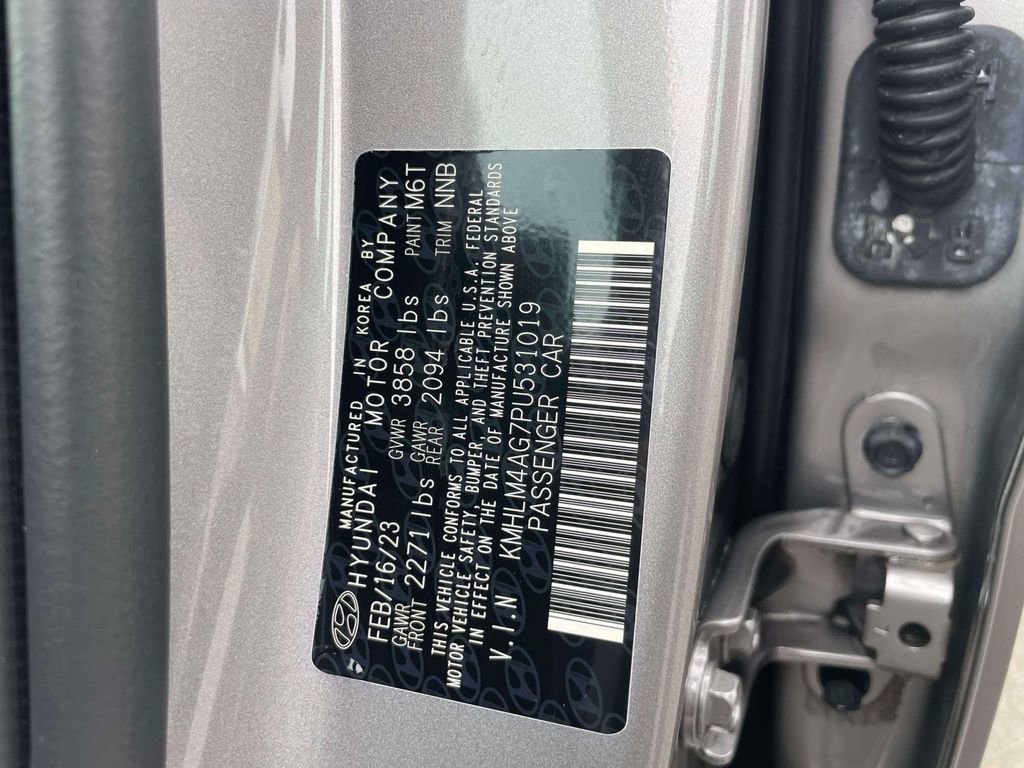 MANUFACTURED IN KOREA BY
HYUNDAI MOTOR COMPANY
FEB/16/23 GVWR 3858 lbs PAINT M6T
GAWR FRONT 2271 lbs GAWR REAR 2094 lbs TRIM NNB
THIS VEHICLE CONFORMS TO ALL APPLICABLE U.S.A. FEDERAL
MOTOR VEHICLE SAFETY, BUMPER, AND THEFT PREVENTION STANDARDS
IN EFFECT ON THE DATE OF MANUFACTURE SHOWN ABOVE
V.I.N KMHLM4AG7PU531019
PASSENGER CAR